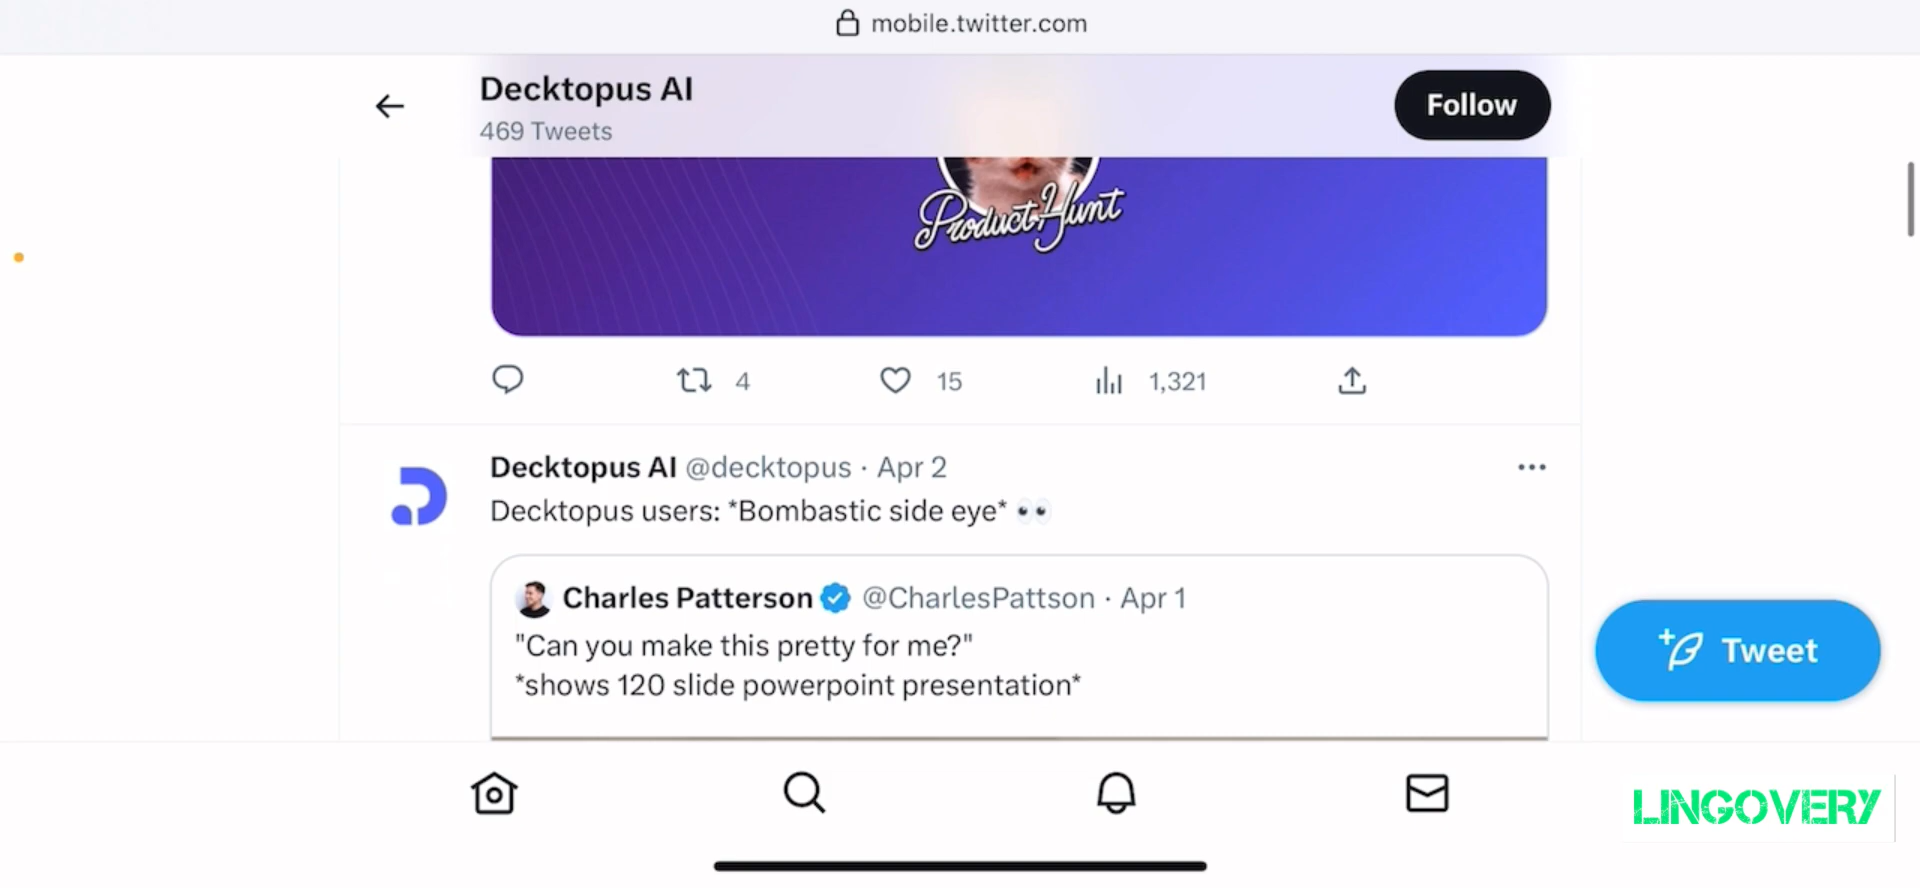 mobile.twitter.com
Decktopus AI
469 Tweets
Follow
Product Hunt
4 15 1,321
Decktopus AI @decktopus · Apr 2
Decktopus users: *Bombastic side eye* 👀
Charles Patterson @CharlesPattson · Apr 1
"Can you make this pretty for me?"
*shows 120 slide powerpoint presentation*
Tweet
LINGOVERY